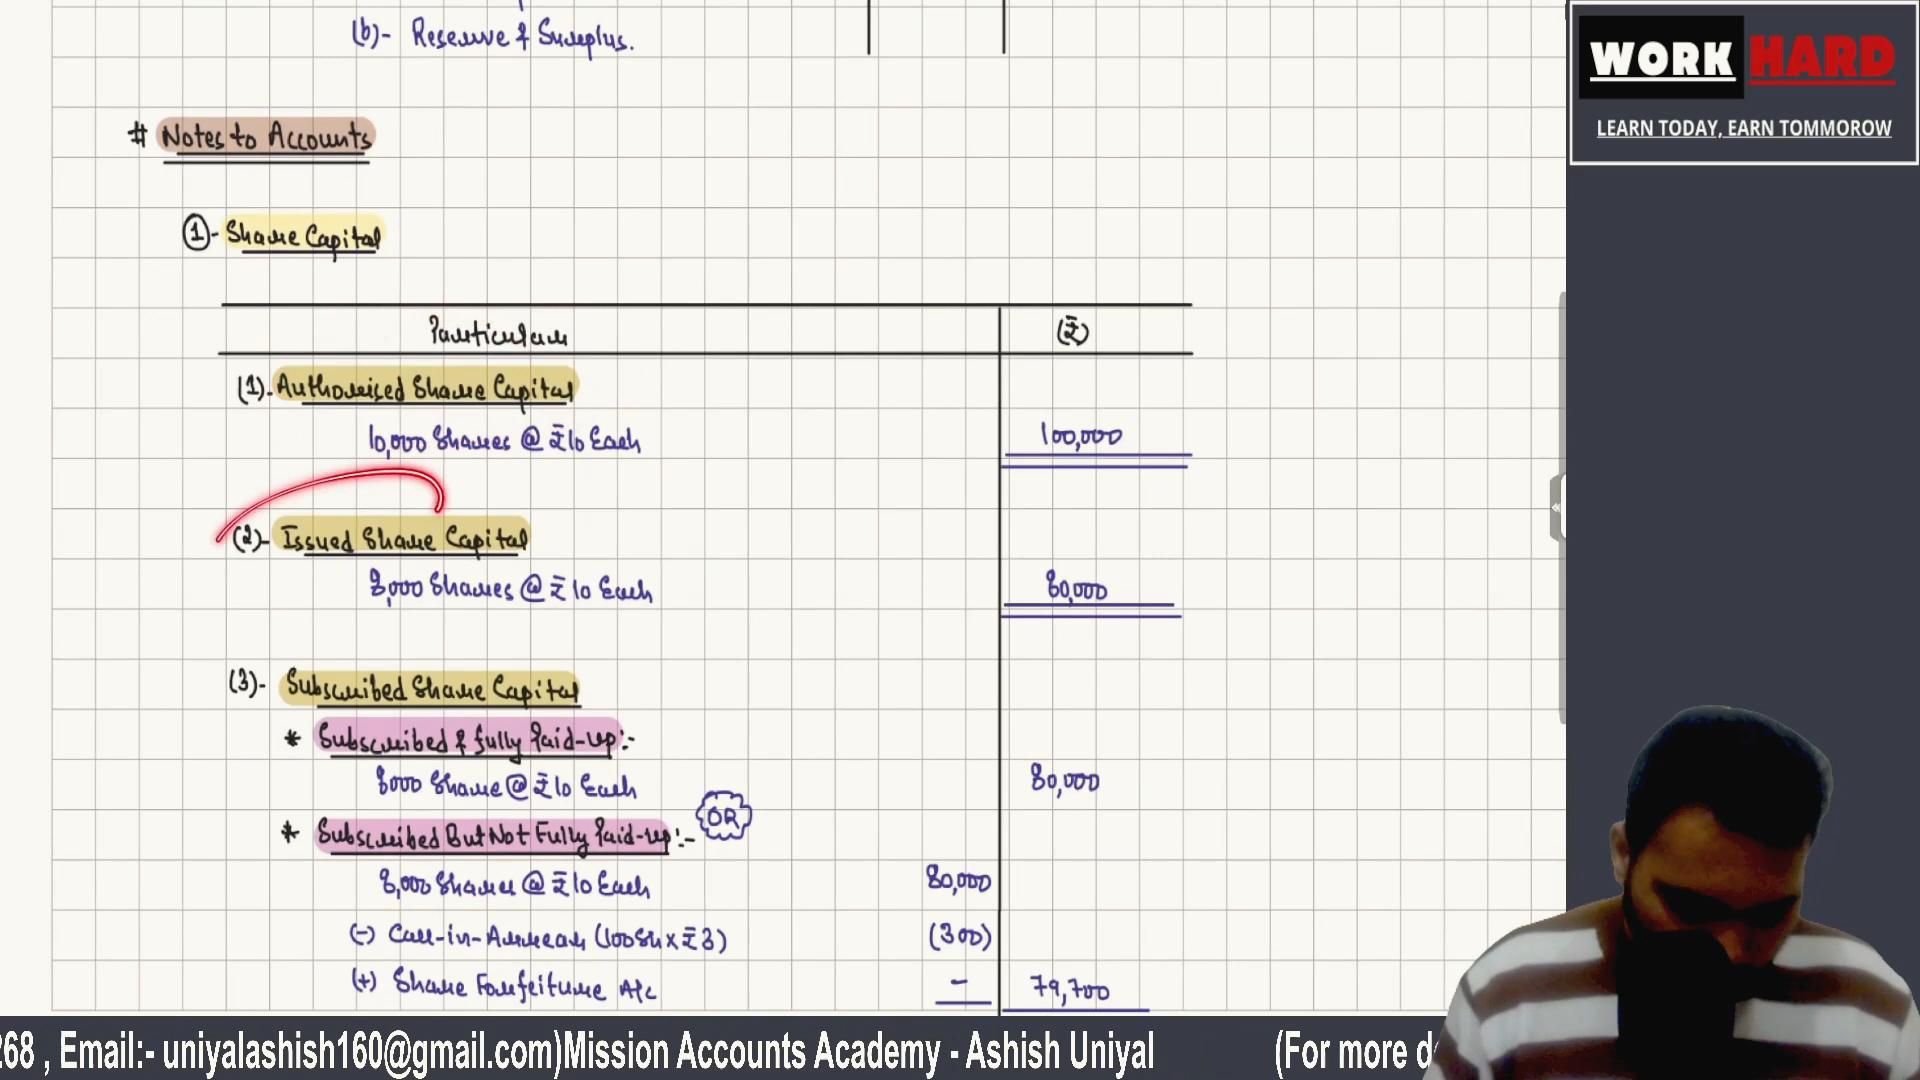 (b)- Reserve & Surplus.
WORK HARD
LEARN TODAY, EARN TOMMOROW
# Notes to Accounts
①- Share Capital
Particulars (₹)
(1)- Authorised Share Capital
10,000 Shares @ ₹10 Each 100,000
(2)- Issued Share Capital
8,000 Shares @ ₹10 Each 80,000
(3)- Subscribed Share Capital
* Subscribed & fully Paid-up:-
8000 Share @ ₹10 Each 80,000
OR
* Subscribed But Not Fully Paid-up:-
8,000 Shares @ ₹10 Each 80,000
(-) Call-in-Arrears (100Sh x ₹3) (300)
(+) Share Forfeiture A/c - 79,700
268 , Email:- uniyalashish160@gmail.com)Mission Accounts Academy - Ashish Uniyal (For more d